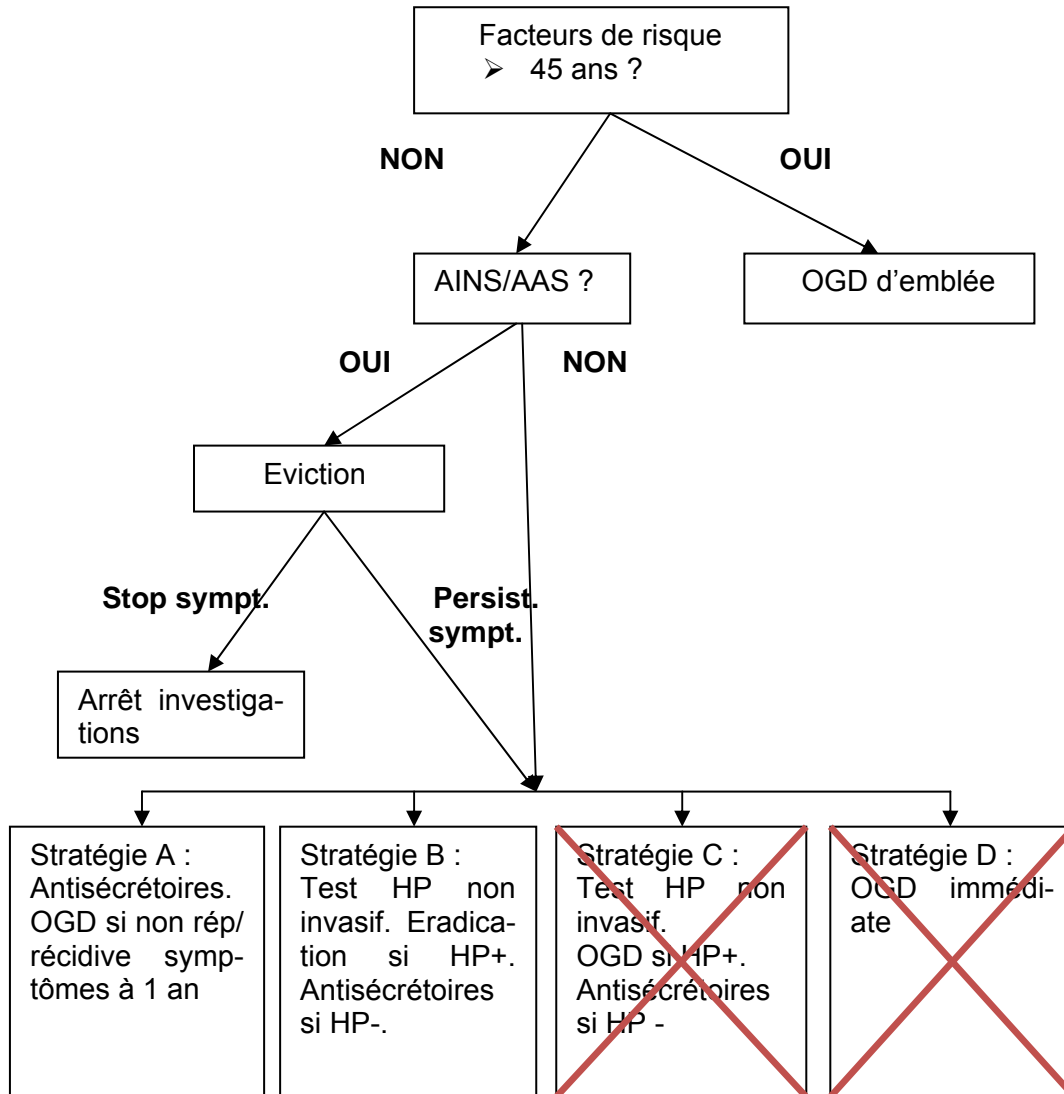 Facteurs de risque
➢ 45 ans ?
NON
OUI
AINS/AAS ?
OGD d’emblée
OUI
NON
Eviction
Stop sympt.
Persist.
sympt.
Arrêt investiga-
tions
Stratégie A :
Antisécrétoires.
OGD si non rép/
récidive symp-
tômes à 1 an
Stratégie B :
Test HP non
invasif. Eradica-
tion si HP+.
Antisécrétoires
si HP-.
Stratégie C :
Test HP non
invasif.
OGD si HP+.
Antisécrétoires
si HP -
Stratégie D :
OGD immédi-
ate